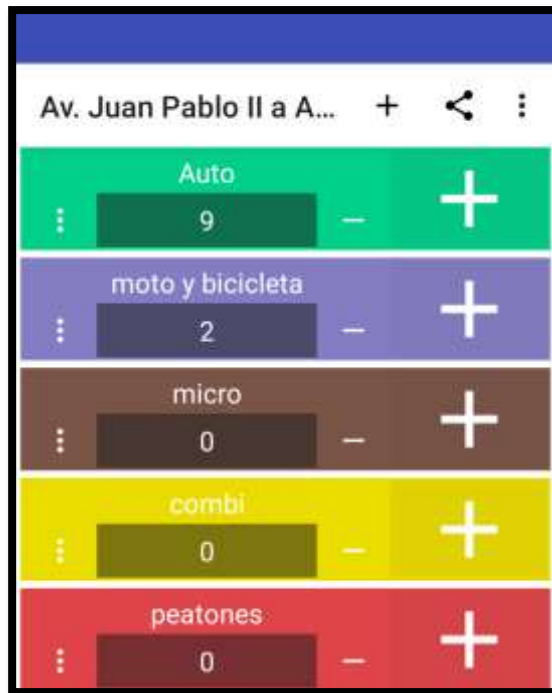 Av. Juan Pablo II a A...
Auto
9
moto y bicicleta
2
micro
0
combi
0
peatones
0